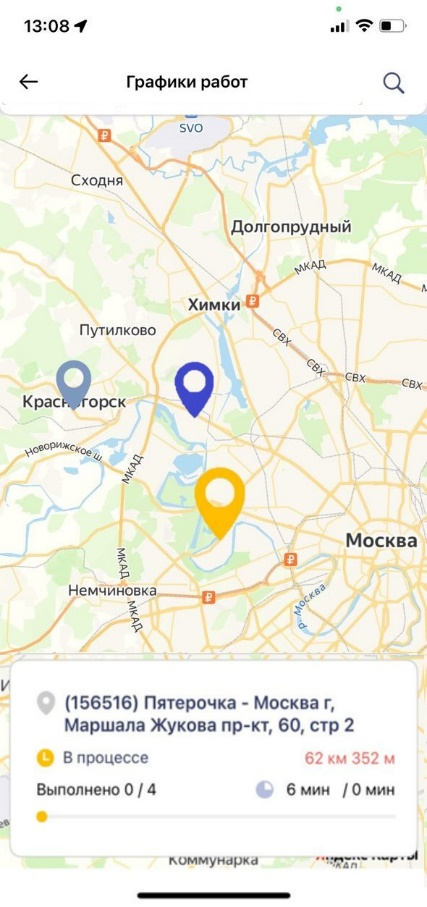 13:08
Графики работ
SVO
₽
Сходня
Долгопрудный
МКАД
МКАД
Химки
₽
Путилково
СВХ
СВХ
СВХ
СВХ
Красногорск
Новорижское ш.
МКАД
Москва
₽
МКАД
Немчиновка
₽
р. Москва
МКАД
(156516) Пятерочка - Москва г,
Маршала Жукова пр-кт, 60, стр 2
В процессе
62 км 352 м
Выполнено 0 / 4
6 мин / 0 мин
Коммунарка
Яндекс Карты
МКАД